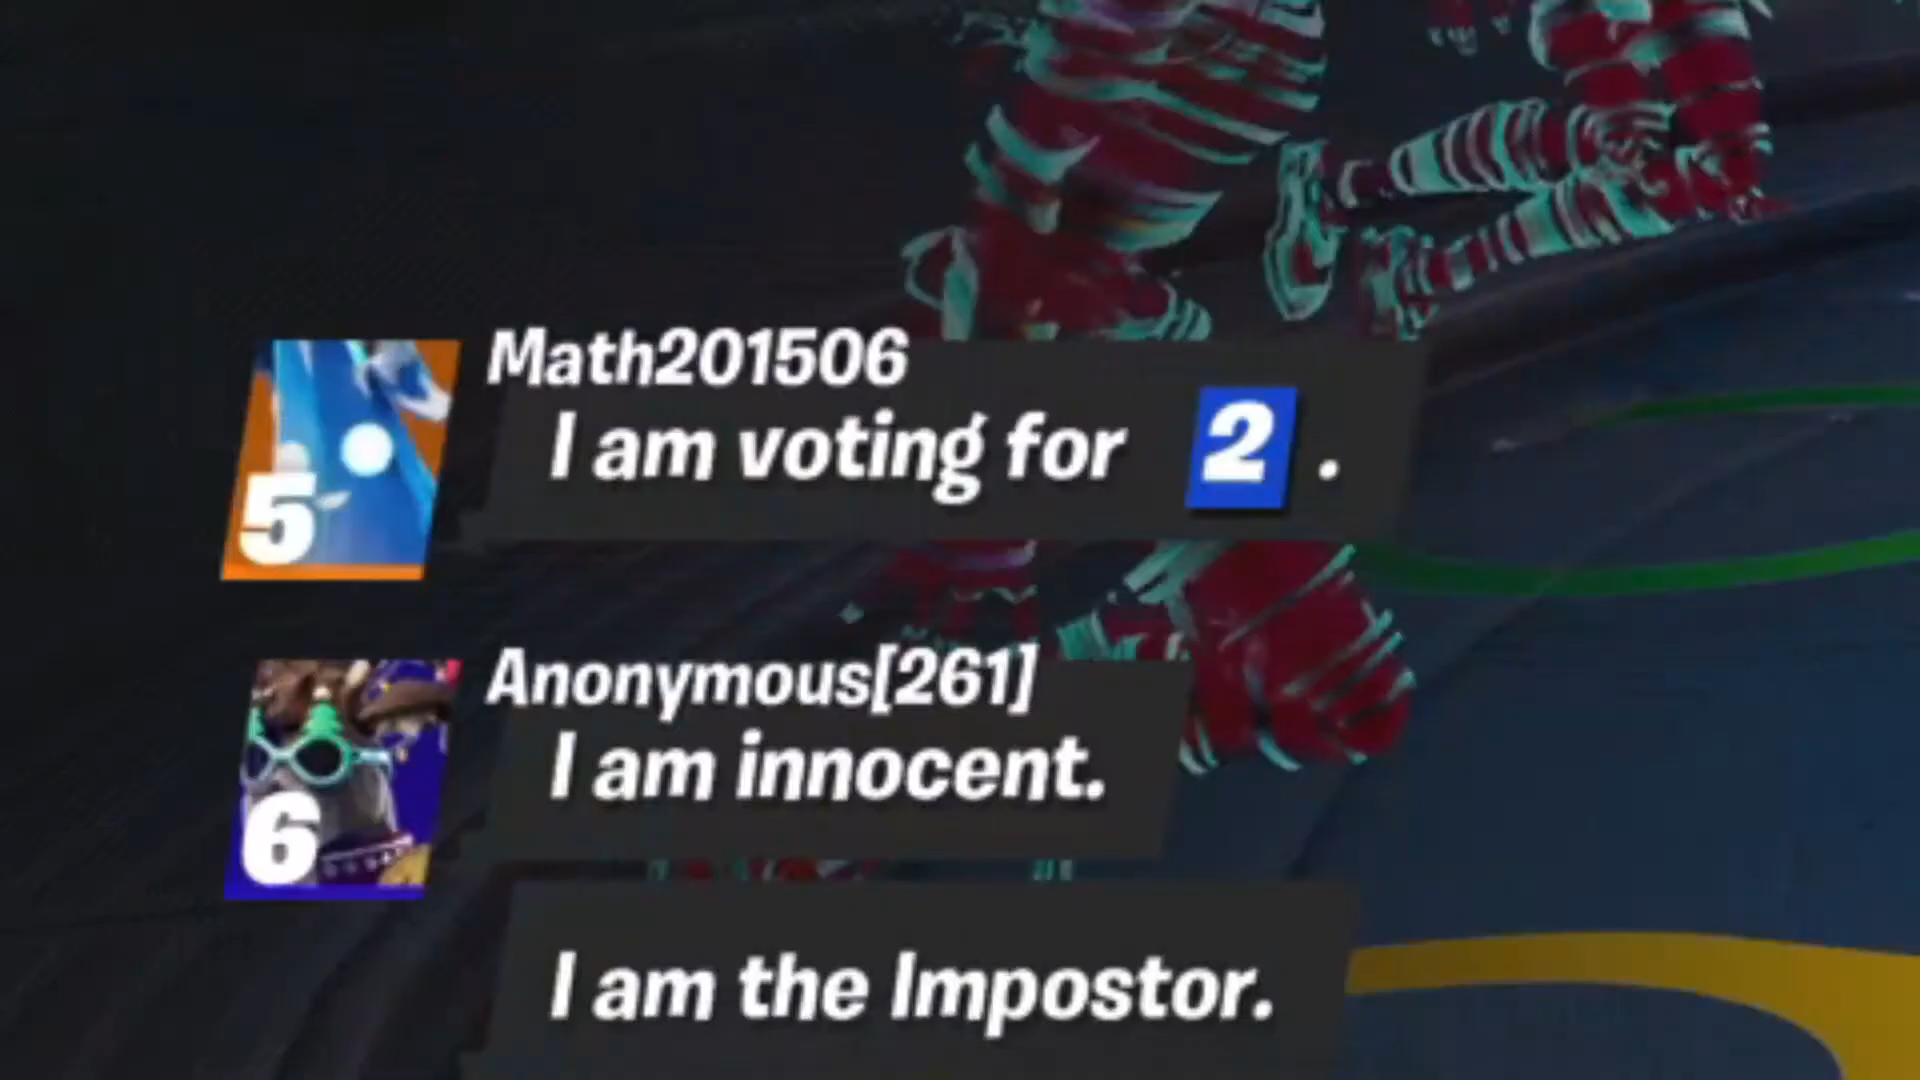 Math201506
I am voting for 2 .
5
Anonymous[261]
I am innocent.
6
I am the Impostor.